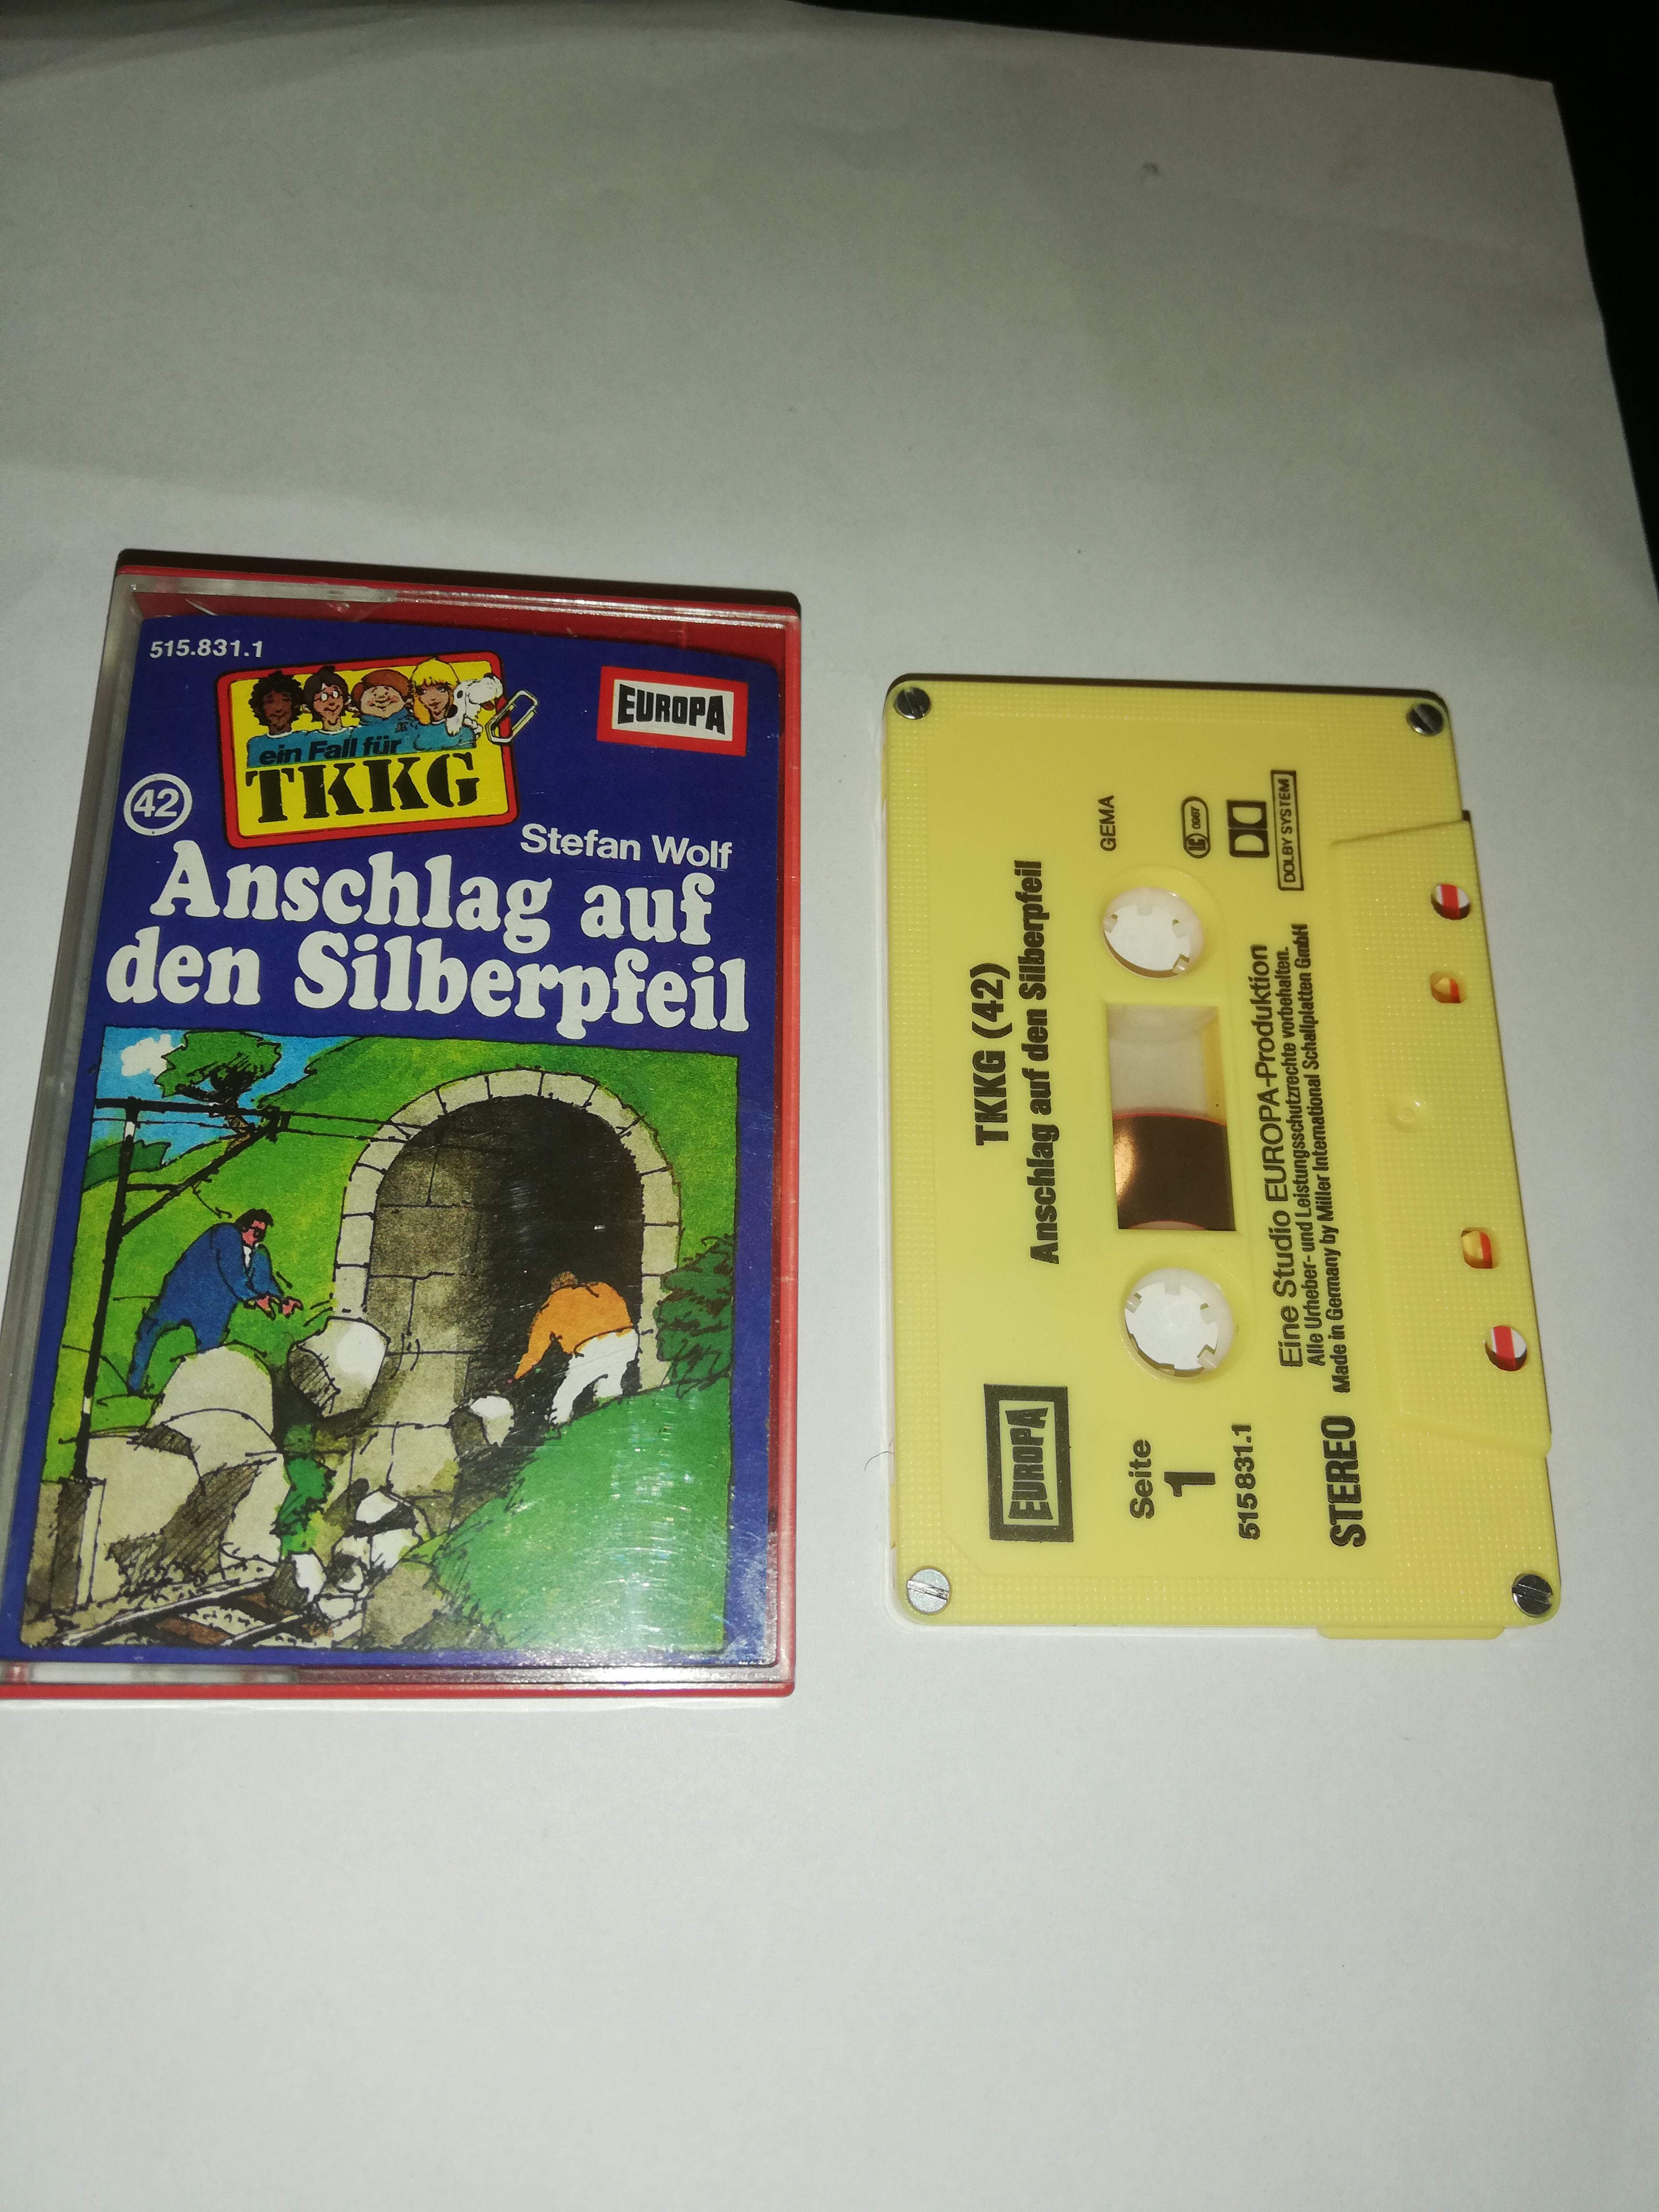 515.831.1
EUROPA
ein Fall für
TKKG
42
Stefan Wolf
Anschlag auf
den Silberpfeil
EUROPA
TKKG (42)
Anschlag auf den Silberpfeil
Seite
1
GEMA
LC 0967
515 831.1
DOLBY SYSTEM
Eine Studio EUROPA-Produktion
Alle Urheber- und Leistungsschutzrechte vorbehalten.
STEREO Made in Germany by Miller International Schallplatten GmbH